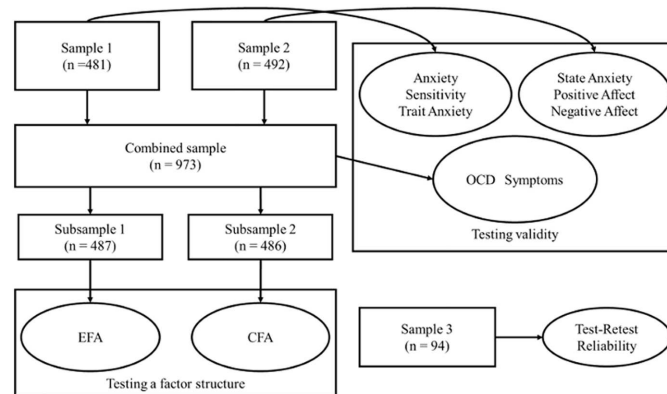 Sample 1
(n =481)
Sample 2
(n = 492)
Anxiety
Sensitivity
Trait Anxiety
State Anxiety
Positive Affect
Negative Affect
Combined sample
(n = 973)
OCD Symptoms
Testing validity
Subsample 1
(n = 487)
Subsample 2
(n = 486)
EFA
CFA
Testing a factor structure
Sample 3
(n = 94)
Test-Retest
Reliability